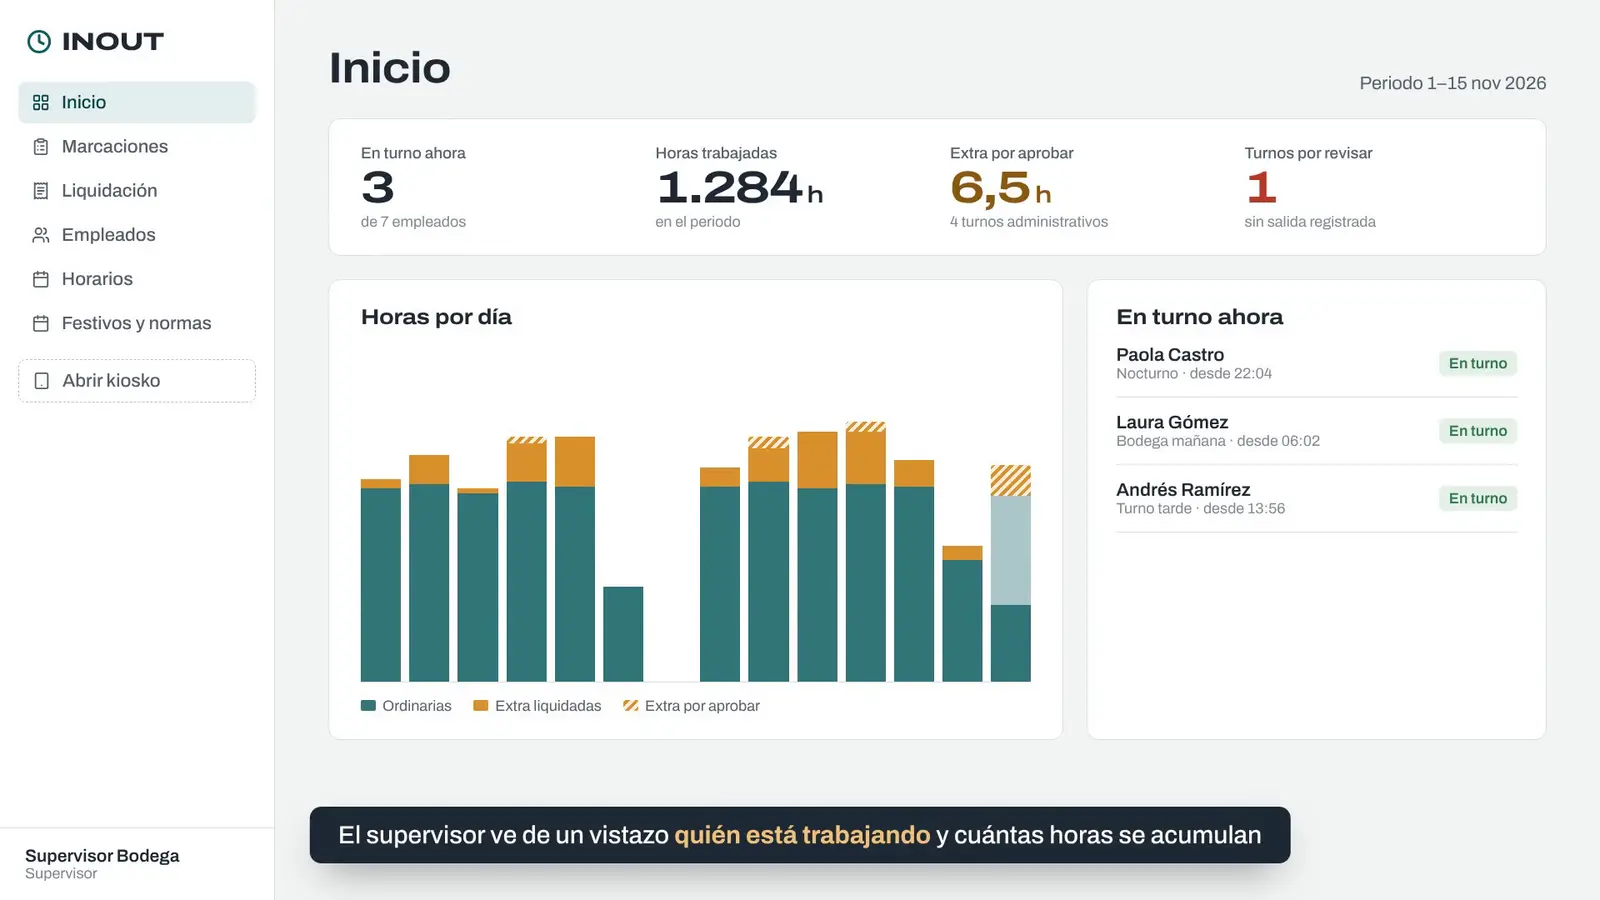 INOUT
Inicio
Marcaciones
Liquidación
Empleados
Horarios
Festivos y normas
Abrir kiosko
Supervisor Bodega
Supervisor
Inicio
Periodo 1–15 nov 2026
En turno ahora
3
de 7 empleados
Horas trabajadas
1.284 h
en el periodo
Extra por aprobar
6,5 h
4 turnos administrativos
Turnos por revisar
1
sin salida registrada
Horas por día
Ordinarias
Extra liquidadas
Extra por aprobar
En turno ahora
Paola Castro
Nocturno · desde 22:04
En turno
Laura Gómez
Bodega mañana · desde 06:02
En turno
Andrés Ramírez
Turno tarde · desde 13:56
En turno
El supervisor ve de un vistazo quién está trabajando y cuántas horas se acumulan